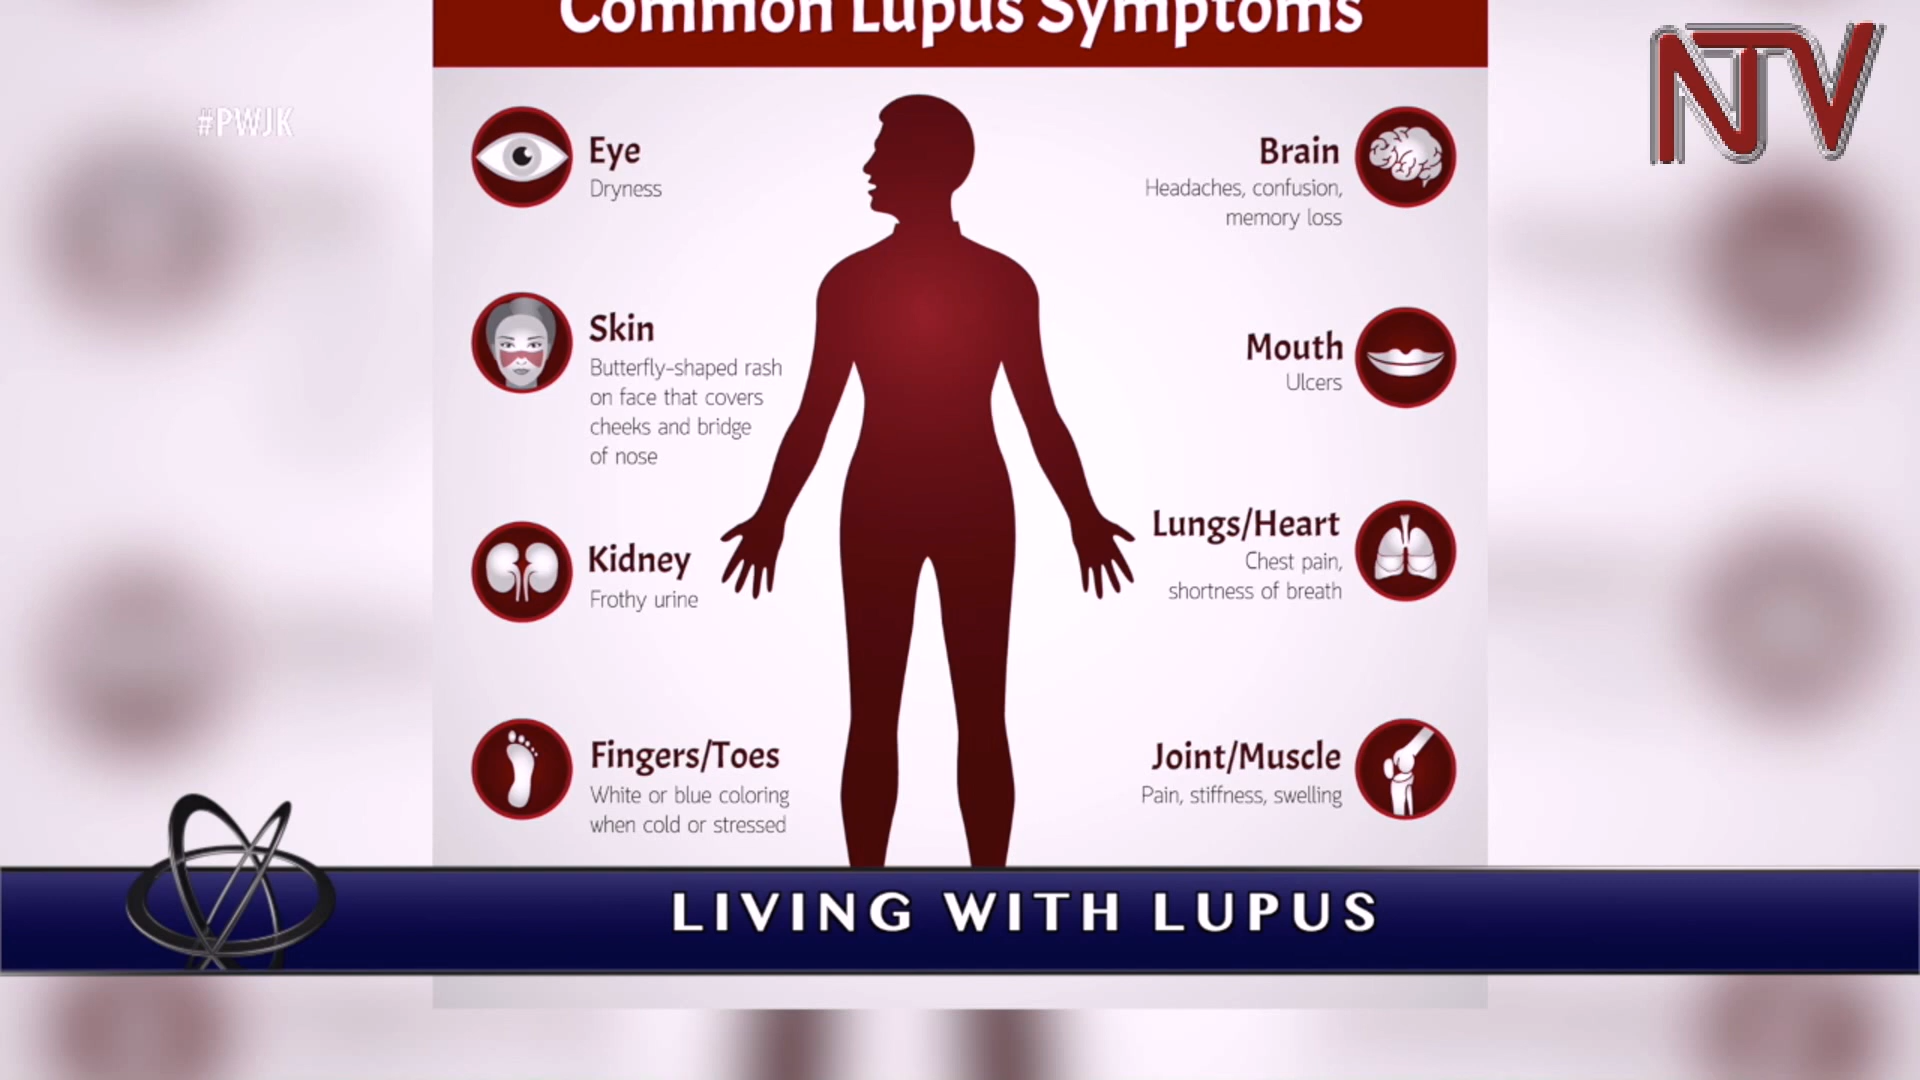 Common Lupus Symptoms
NTV
#PWJK
Eye
Dryness
Skin
Butterfly-shaped rash
on face that covers
cheeks and bridge
of nose
Kidney
Frothy urine
Fingers/Toes
White or blue coloring
when cold or stressed
Brain
Headaches, confusion,
memory loss
Mouth
Ulcers
Lungs/Heart
Chest pain,
shortness of breath
Joint/Muscle
Pain, stiffness, swelling
LIVING WITH LUPUS